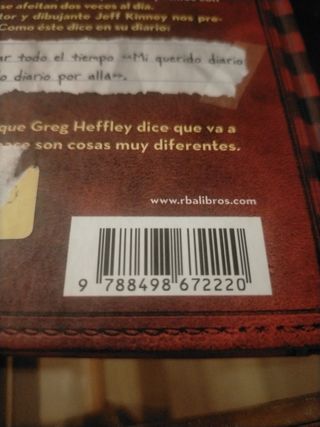 se afeitan dos veces al día.
tor y dibujante Jeff Kinney nos pre-
Como éste dice en su diario:
ar todo el tiempo «Mi querido diario
o diario por allá».
que Greg Heffley dice que va a
hace son cosas muy diferentes.
www.rbalibros.com
9 788498 672220